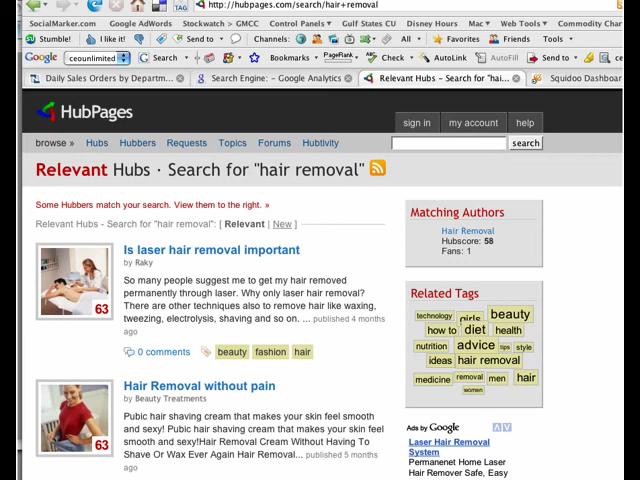 http://hubpages.com/search/hair+removal
SocialMarker.com Google AdWords Stockwatch > GMCC Control Panels Gulf States CU Disney Hours Mac Web Tools Commodity Char
Stumble! I like it! Send to Channels: All Favorites Friends Tools
Google ceounlimited Search Bookmarks PageRank Check AutoLink AutoFill Send to
Daily Sales Orders by Departm... Search Engine: - Google Analytics Relevant Hubs - Search for "hai... Squidoo Dashboar
HubPages
sign in my account help
browse » Hubs Hubbers Requests Topics Forums Hubtivity search
Relevant Hubs · Search for "hair removal"
Some Hubbers match your search. View them to the right. »
Relevant Hubs - Search for "hair removal": [ Relevant | New ]
Is laser hair removal important
by Raky
So many people suggest me to get my hair removed
permanently through laser. Why only laser hair removal?
There are other techniques also to remove hair like waxing,
tweezing, electrolysis, shaving and so on. ... published 4 months
ago
63
0 comments beauty fashion hair
Hair Removal without pain
by Beauty Treatments
Pubic hair shaving cream that makes your skin feel smooth
and sexy! Pubic hair shaving cream that makes your skin feel
smooth and sexy!Hair Removal Cream Without Having To
Shave Or Wax Ever Again Hair Removal... published 5 months
ago
63
Matching Authors
Hair Removal
Hubscore: 58
Fans: 1
Related Tags
technology girls beauty
how to diet health
nutrition advice tips style
ideas hair removal
medicine removal men hair
women
Ads by Google
Laser Hair Removal
System
Permanenet Home Laser
Hair Remover Safe, Easy